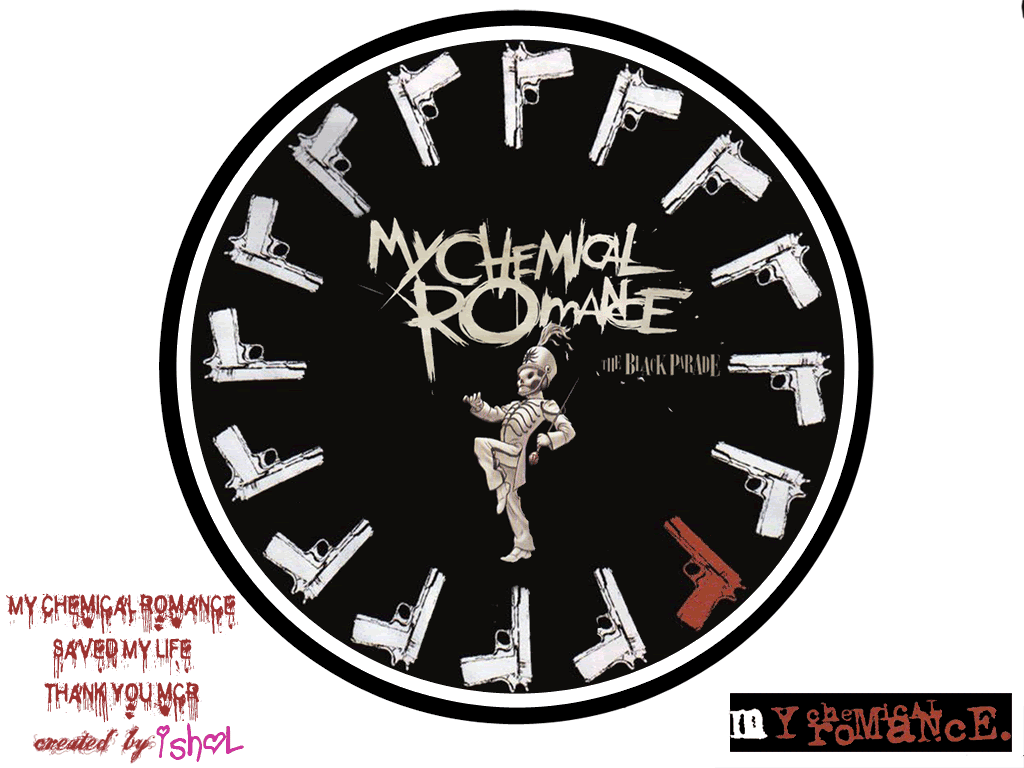 MY CHEMICAL
ROMANCE
THE BLACK PARADE
MY CHEMICAL ROMANCE
SAVED MY LIFE
THANK YOU MCR
created by: ishoL
mY cheMiCAL
roMaNcE.